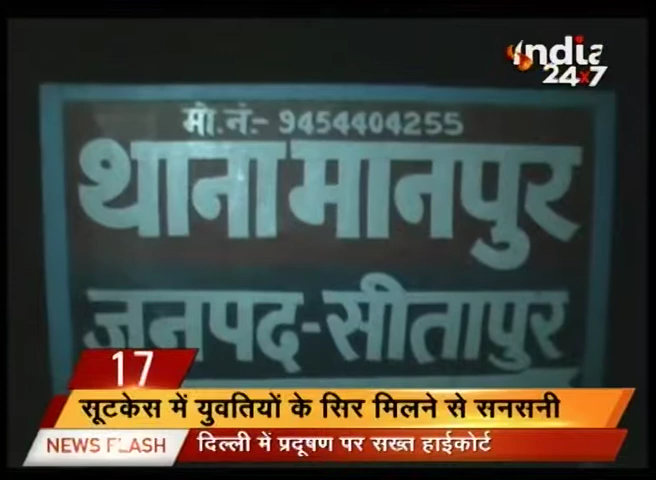 india
24x7
मो.नं.- 9454404255
थाना मानपुर
जनपद-सीतापुर
17
सूटकेस में युवतियों के सिर मिलने से सनसनी
NEWS FLASH
दिल्ली में प्रदूषण पर सख्त हाईकोर्ट